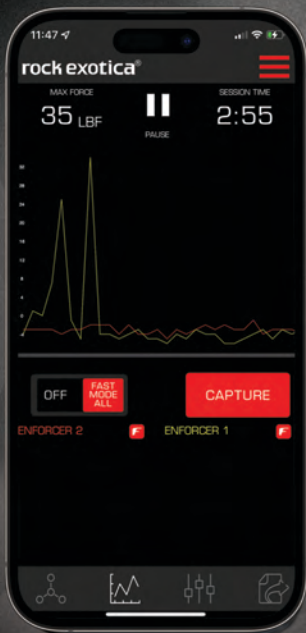 11:47
rock exotica®
MAX FORCE
35 LBF
PAUSE
SESSION TIME
2:55
OFF
FAST MODE ALL
CAPTURE
ENFORCER 2
F
ENFORCER 1
F